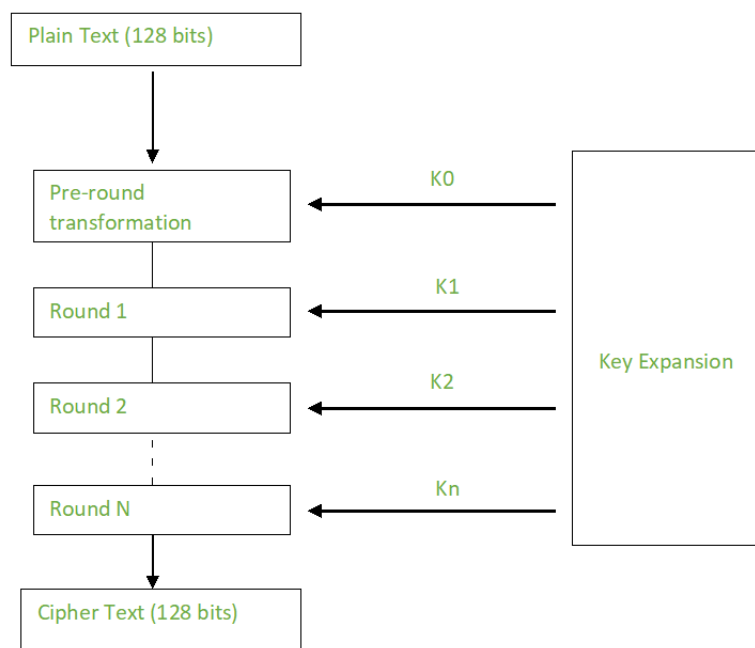 Plain Text (128 bits)
Pre-round
transformation
K0
Round 1
K1
Key Expansion
Round 2
K2
Round N
Kn
Cipher Text (128 bits)